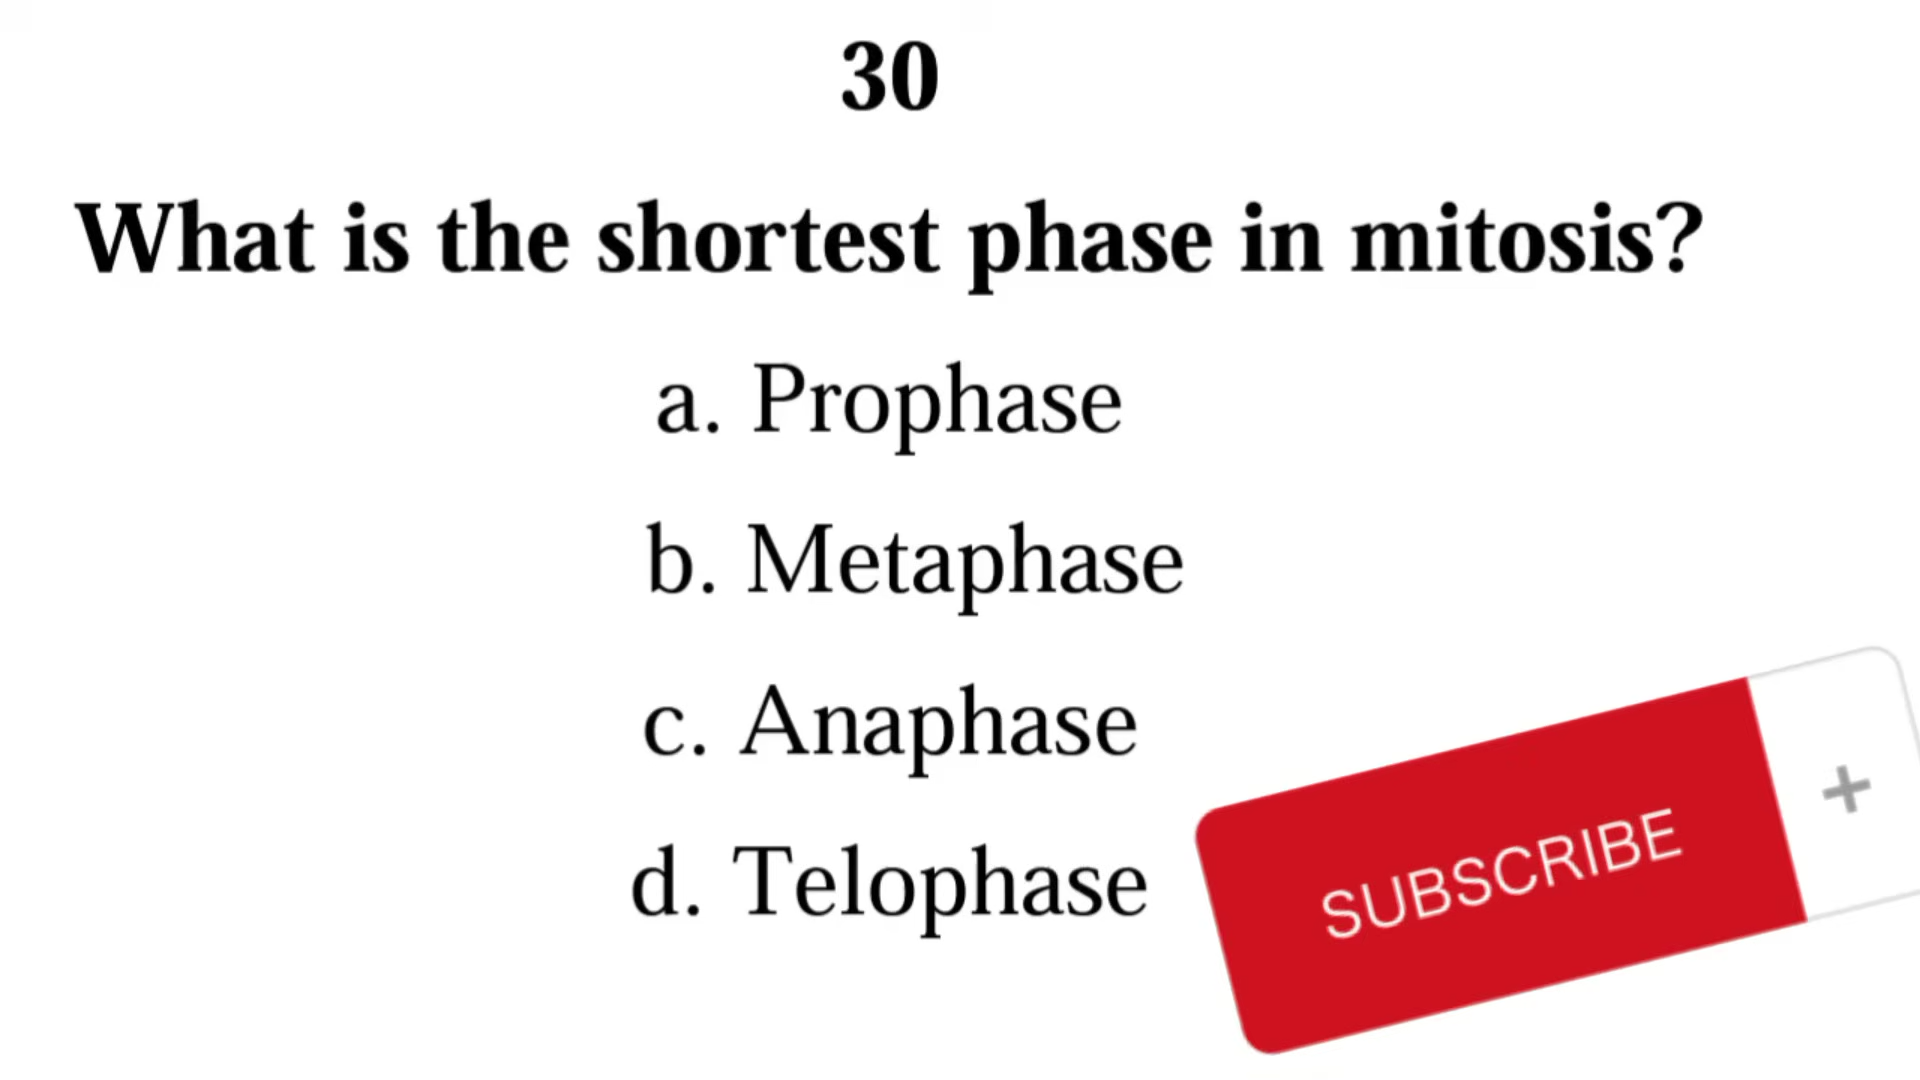 30
What is the shortest phase in mitosis?
a. Prophase
b. Metaphase
c. Anaphase
d. Telophase
SUBSCRIBE +